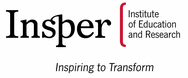 Insper
Institute
of Education
and Research
Inspiring to Transform